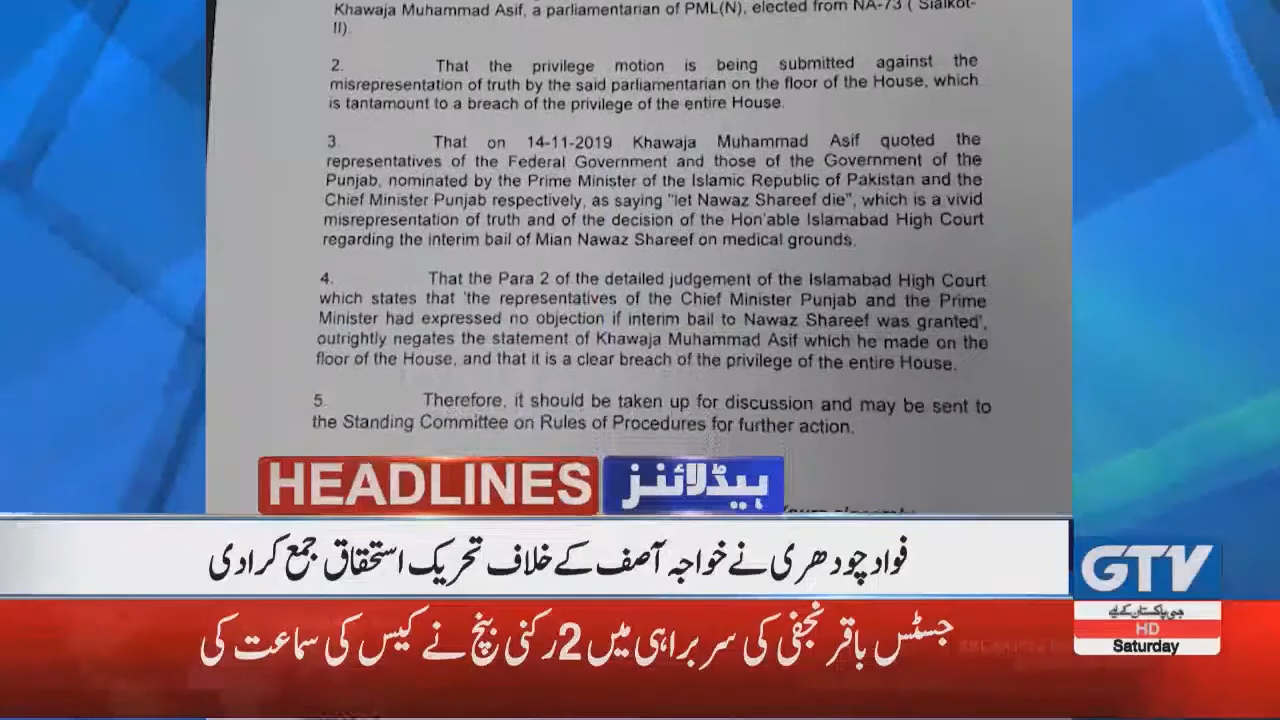 Khawaja Muhammad Asif, a parliamentarian of PML(N), elected from NA-73 ( Sialkot-
II).
2. That the privilege motion is being submitted against the
misrepresentation of truth by the said parliamentarian on the floor of the House, which
is tantamount to a breach of the privilege of the entire House.
3. That on 14-11-2019 Khawaja Muhammad Asif quoted the
representatives of the Federal Government and those of the Government of the
Punjab, nominated by the Prime Minister of the Islamic Republic of Pakistan and the
Chief Minister Punjab respectively, as saying "let Nawaz Shareef die", which is a vivid
misrepresentation of truth and of the decision of the Hon'able Islamabad High Court
regarding the interim bail of Mian Nawaz Shareef on medical grounds.
4. That the Para 2 of the detailed judgement of the Islamabad High Court
which states that 'the representatives of the Chief Minister Punjab and the Prime
Minister had expressed no objection if interim bail to Nawaz Shareef was granted',
outrightly negates the statement of Khawaja Muhammad Asif which he made on the
floor of the House, and that it is a clear breach of the privilege of the entire House.
5. Therefore, it should be taken up for discussion and may be sent to
the Standing Committee on Rules of Procedures for further action.
HEADLINES ہیڈلائنز
فواد چودھری نے خواجہ آصف کے خلاف تحریک استحقاق جمع کرادی
جسٹس باقر نجفی کی سربراہی میں 2 رکنی بنچ نے کیس کی سماعت کی
GTV
جی پاکستان کے لیے
HD
Saturday